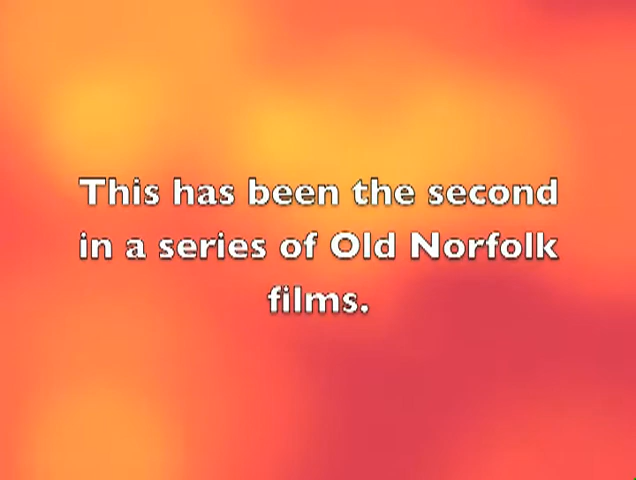 This has been the second
in a series of Old Norfolk
films.